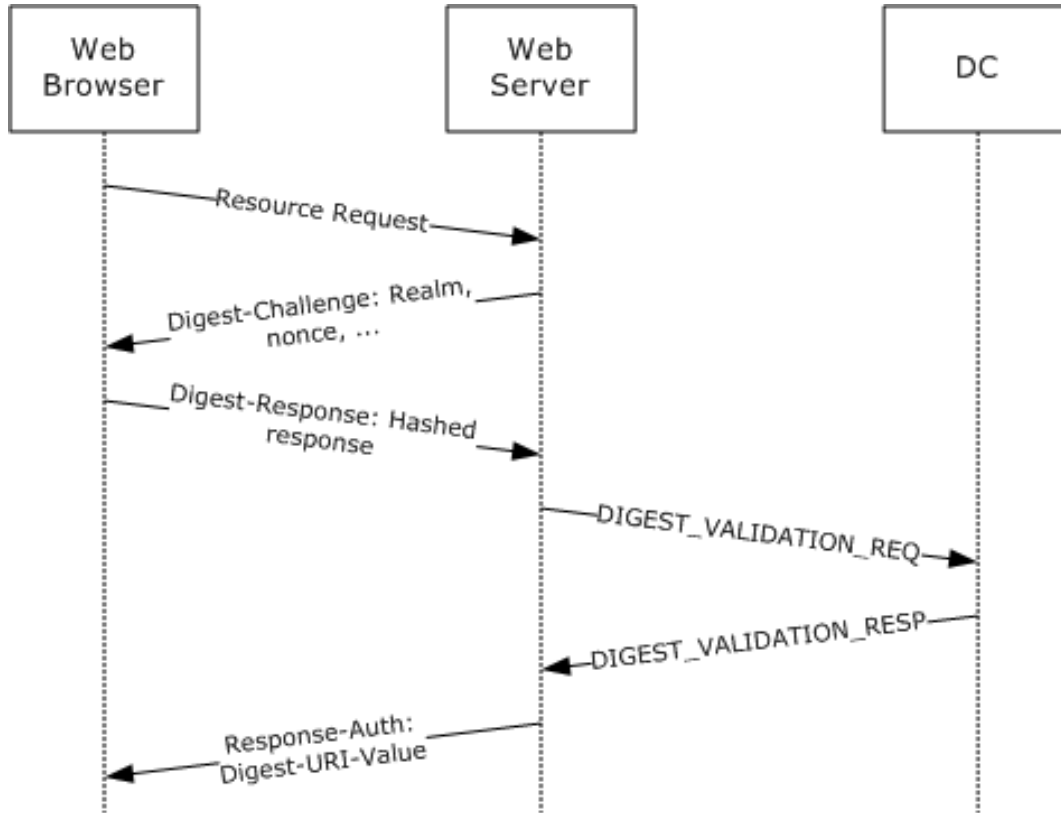 Web
Browser
Web
Server
DC
Resource Request
Digest-Challenge: Realm,
nonce, ...
Digest-Response: Hashed
response
DIGEST_VALIDATION_REQ
DIGEST_VALIDATION_RESP
Response-Auth:
Digest-URI-Value